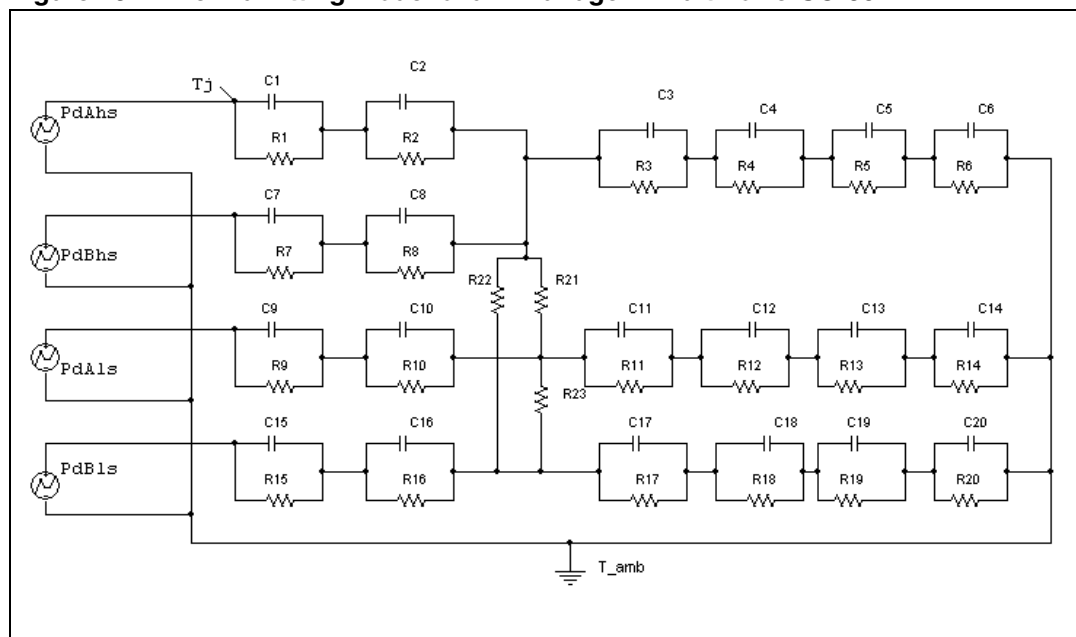 Tj
C1
C2
C3
C4
C5
C6
PdAhs
R1
R2
R3
R4
R5
R6
C7
C8
PdBhs
R7
R8
R22
R21
C9
C10
C11
C12
C13
C14
PdAls
R9
R10
R11
R12
R13
R14
R23
C15
C16
C17
C18
C19
C20
PdBls
R15
R16
R17
R18
R19
R20
T_amb